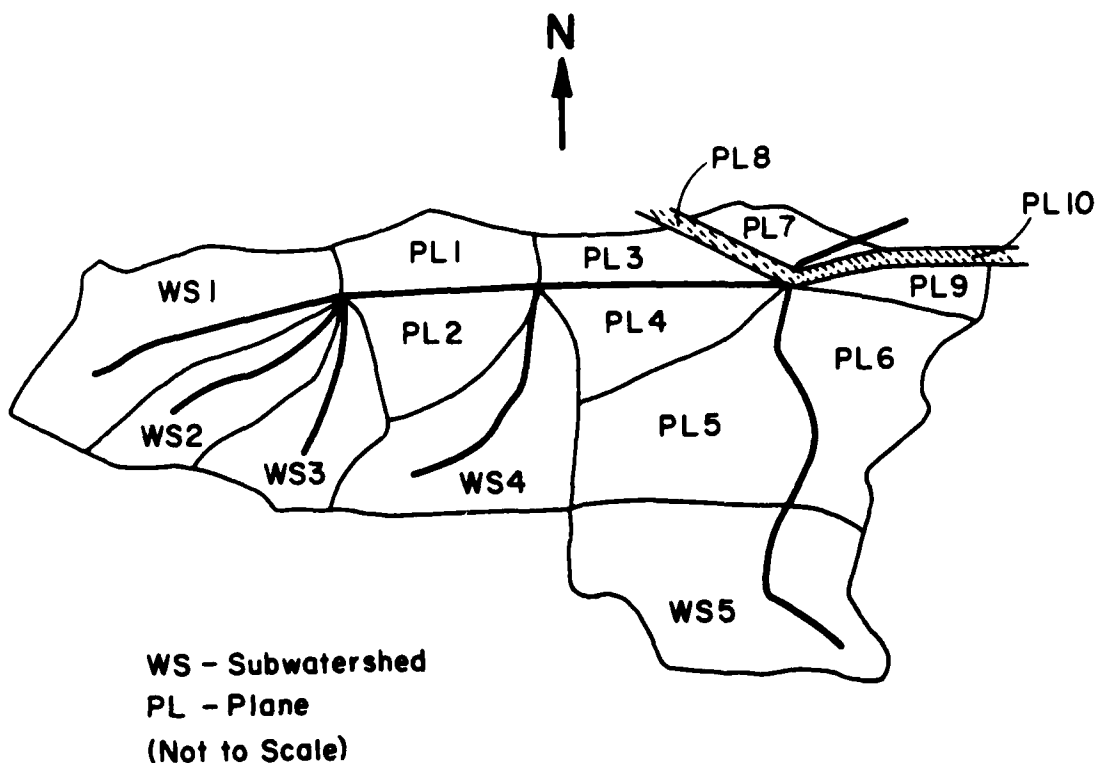 N
PL8
PL10
PL7
PL1
PL3
PL9
WS1
PL2
PL4
PL6
PL5
WS2
WS3
WS4
WS5
WS - Subwatershed
PL - Plane
(Not to Scale)